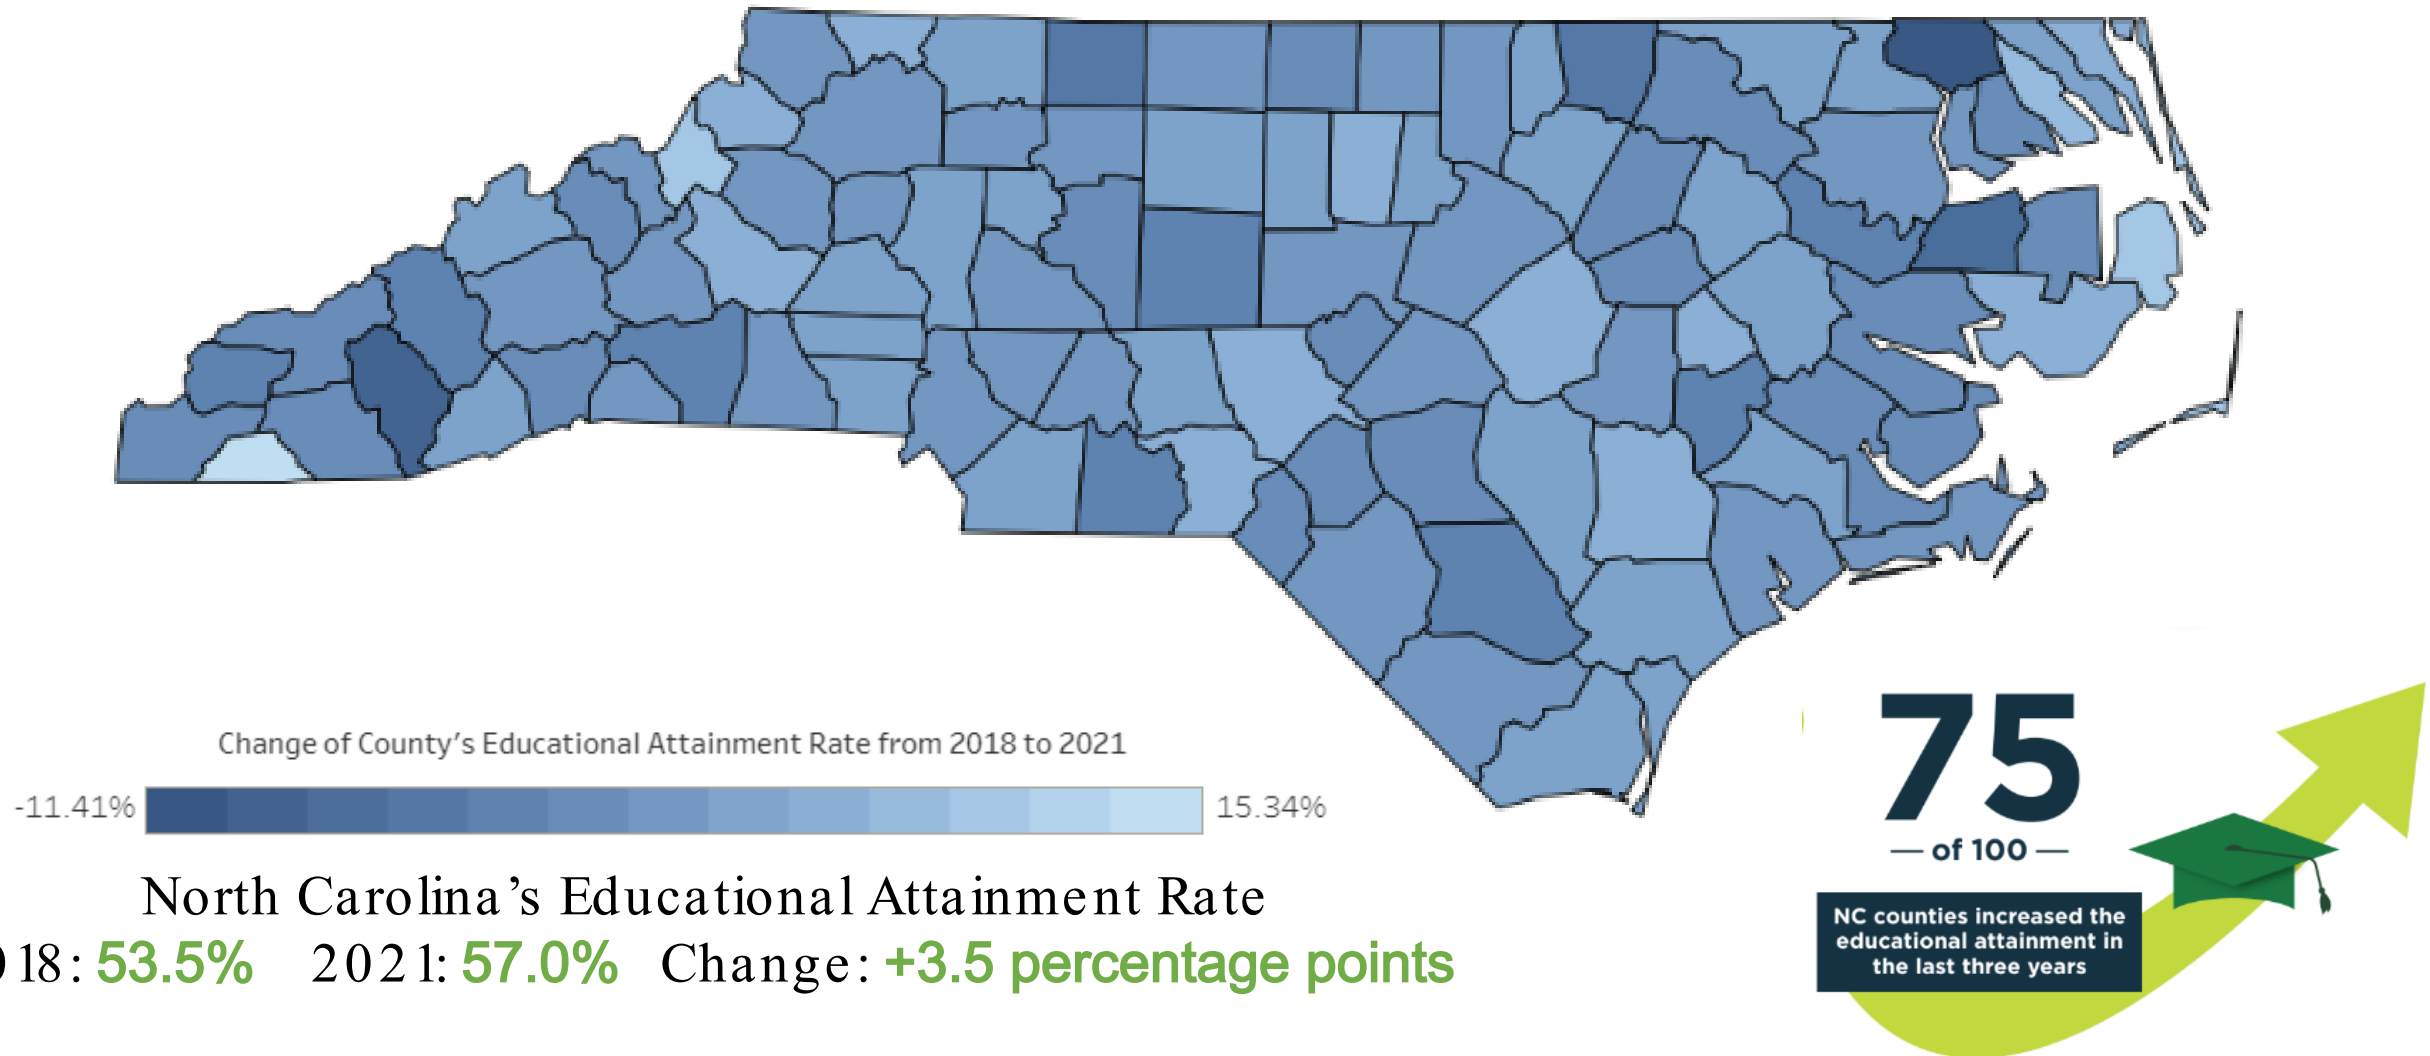 Change of County's Educational Attainment Rate from 2018 to 2021
-11.41% 15.34%
North Carolina's Educational Attainment Rate
18: 53.5% 2021: 57.0% Change: +3.5 percentage points
75
of 100
NC counties increased the
educational attainment in
the last three years